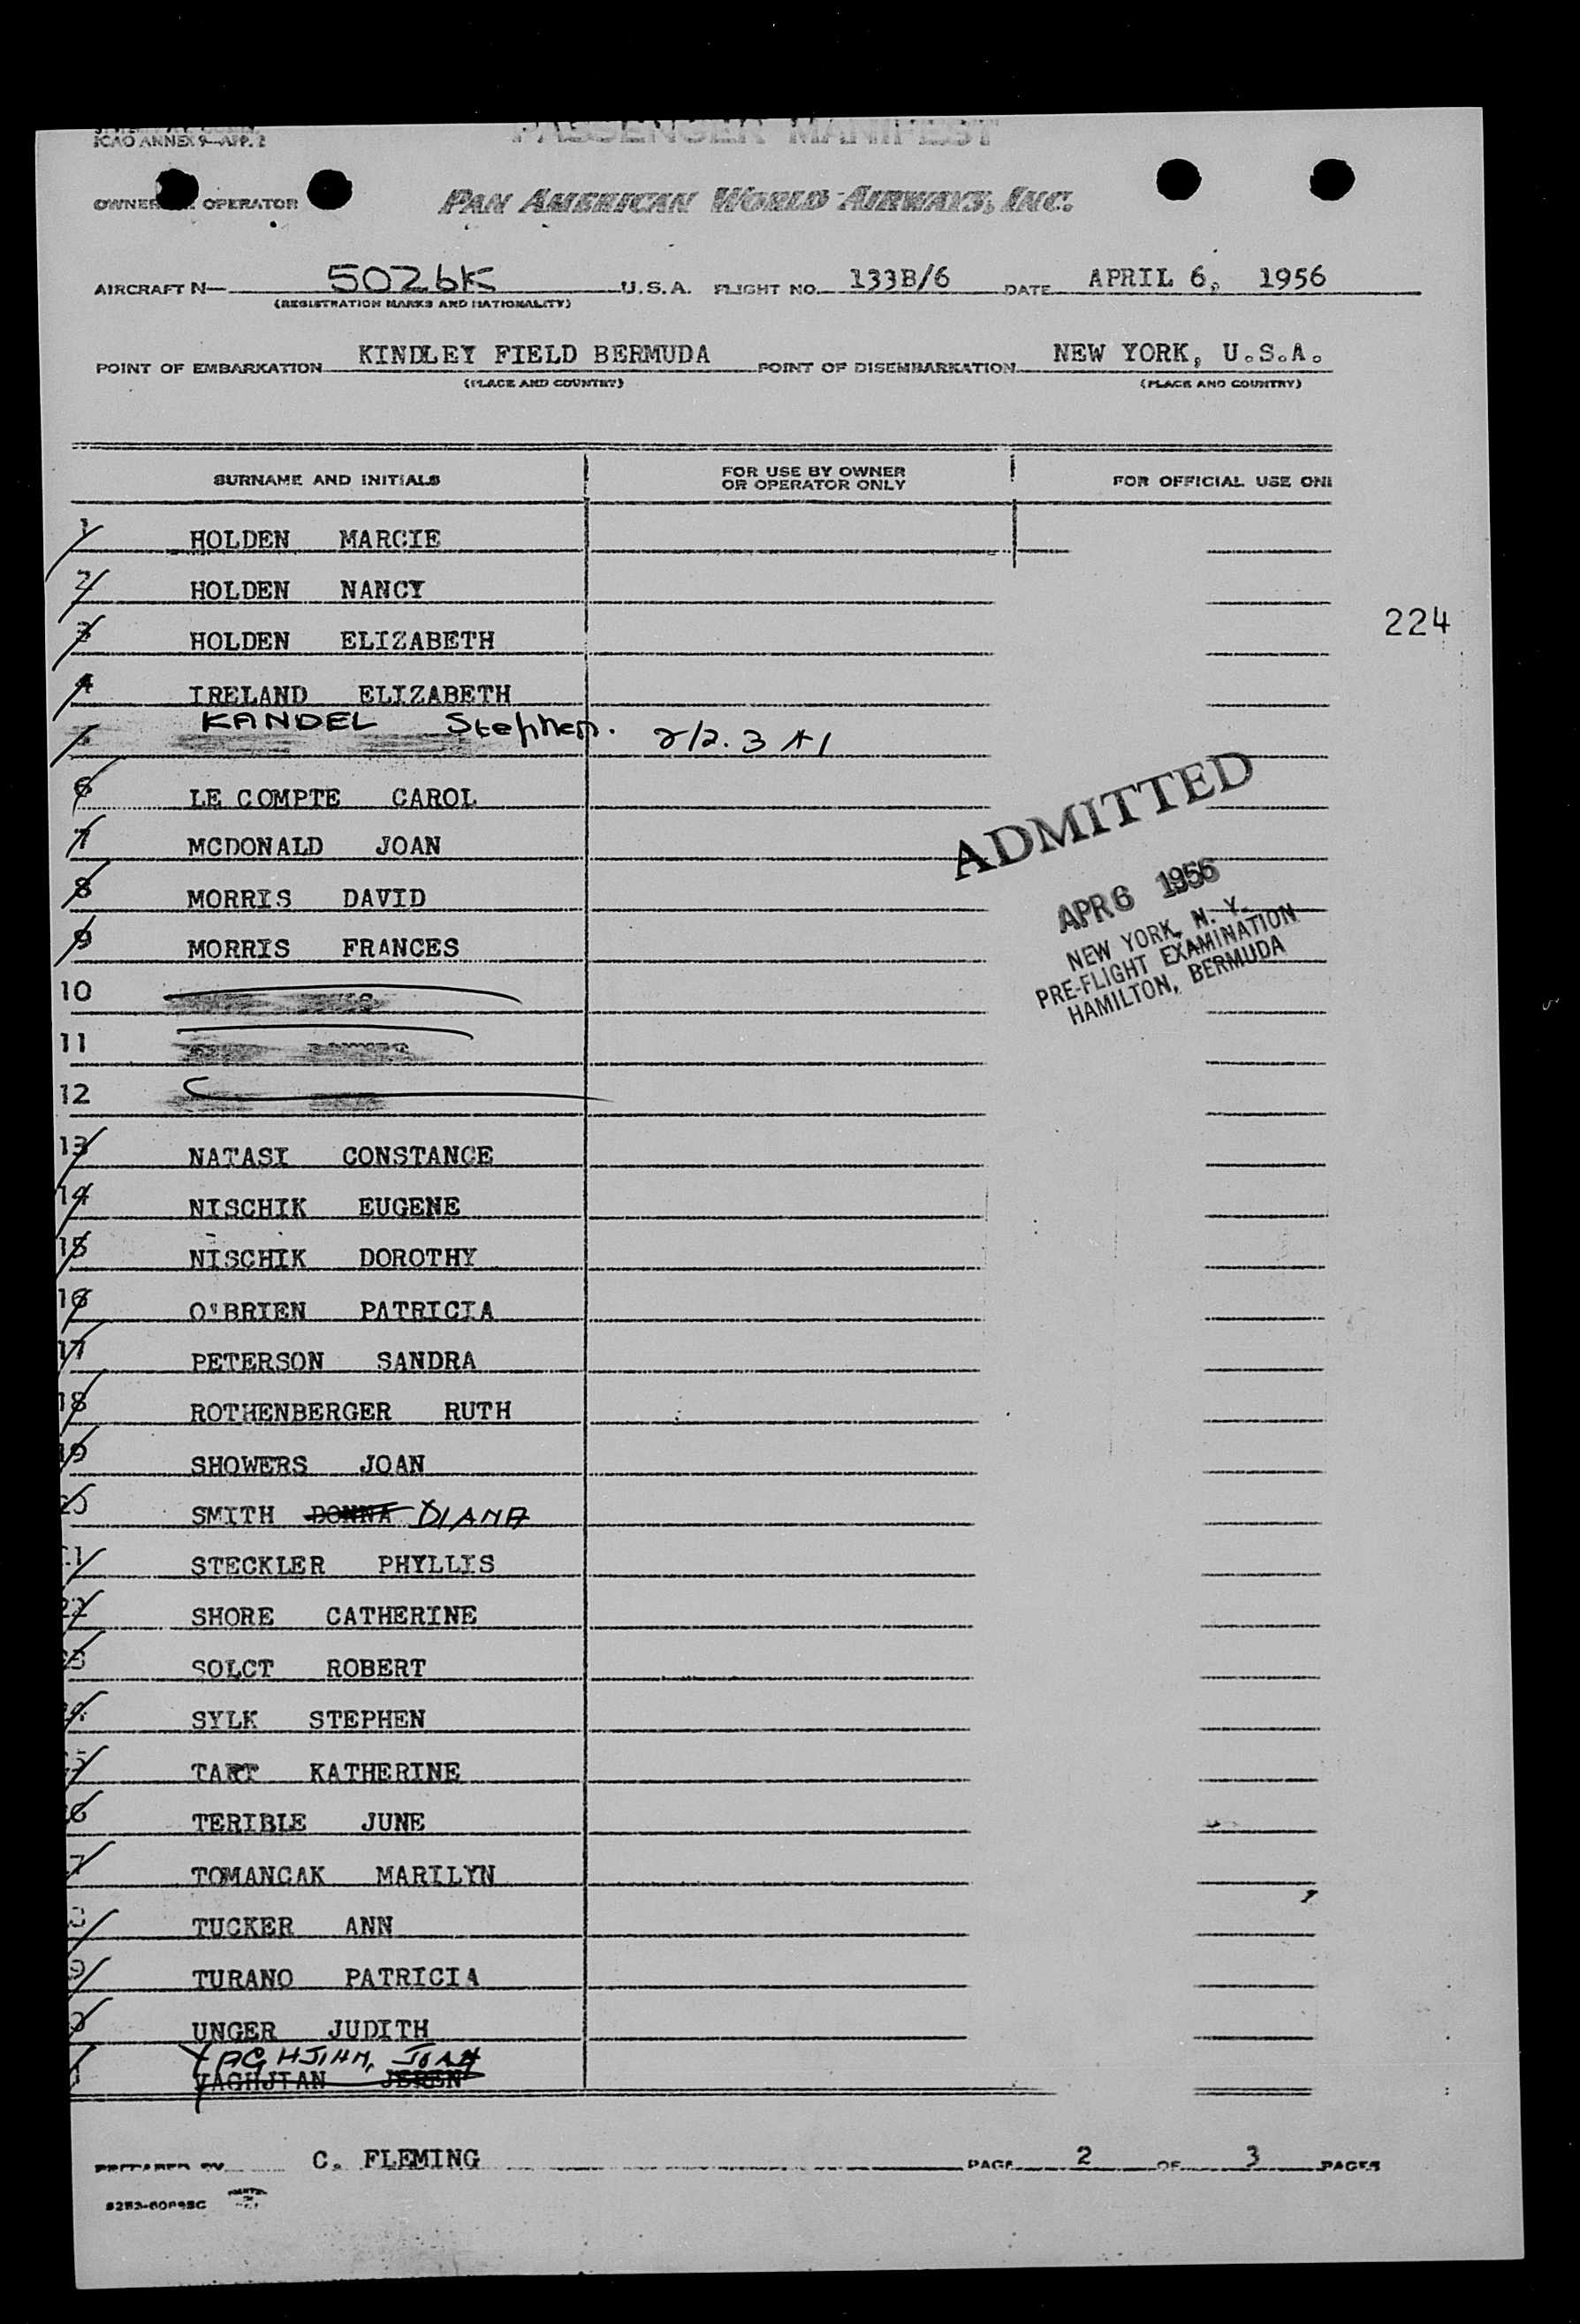 ICAO ANNEX 9—APP. 2
PASSENGER MANIFEST
OWNER OPERATOR
PAN AMERICAN WORLD AIRWAYS, INC.
AIRCRAFT N— 5026K U.S.A. FLIGHT NO. 133B/6 DATE APRIL 6, 1956
(REGISTRATION MARKS AND NATIONALITY)
POINT OF EMBARKATION KINDLEY FIELD BERMUDA POINT OF DISEMBARKATION NEW YORK, U.S.A.
(PLACE AND COUNTRY) (PLACE AND COUNTRY)
SURNAME AND INITIALS FOR USE BY OWNER OR OPERATOR ONLY FOR OFFICIAL USE ONL
1 HOLDEN MARCIE
2 HOLDEN NANCY
224
3 HOLDEN ELIZABETH
4 IRELAND ELIZABETH
KANDEL Stephen.
6 LE COMPTE CAROL
7 MCDONALD JOAN
ADMITTED
8 MORRIS DAVID
APR 6 1956
9 MORRIS FRANCES
NEW YORK, N. Y.
PRE-FLIGHT EXAMINATION
HAMILTON, BERMUDA
10
11
12
13 NATASI CONSTANCE
14 NISCHIK EUGENE
15 NISCHIK DOROTHY
16 O'BRIEN PATRICIA
17 PETERSON SANDRA
18 ROTHENBERGER RUTH
19 SHOWERS JOAN
20 SMITH DONNA DIANA
21 STECKLER PHYLLIS
22 SHORE CATHERINE
23 SOLCT ROBERT
24 SYLK STEPHEN
25 TART KATHERINE
26 TERIBLE JUNE
27 TOMANCAK MARILYN
28 TUCKER ANN
29 TURANO PATRICIA
30 UNGER JUDITH
YAGHJIAN, JOAN
YAGHJIAN JEREN
PREPARED BY C. FLEMING PAGE 2 OF 3 PAGES